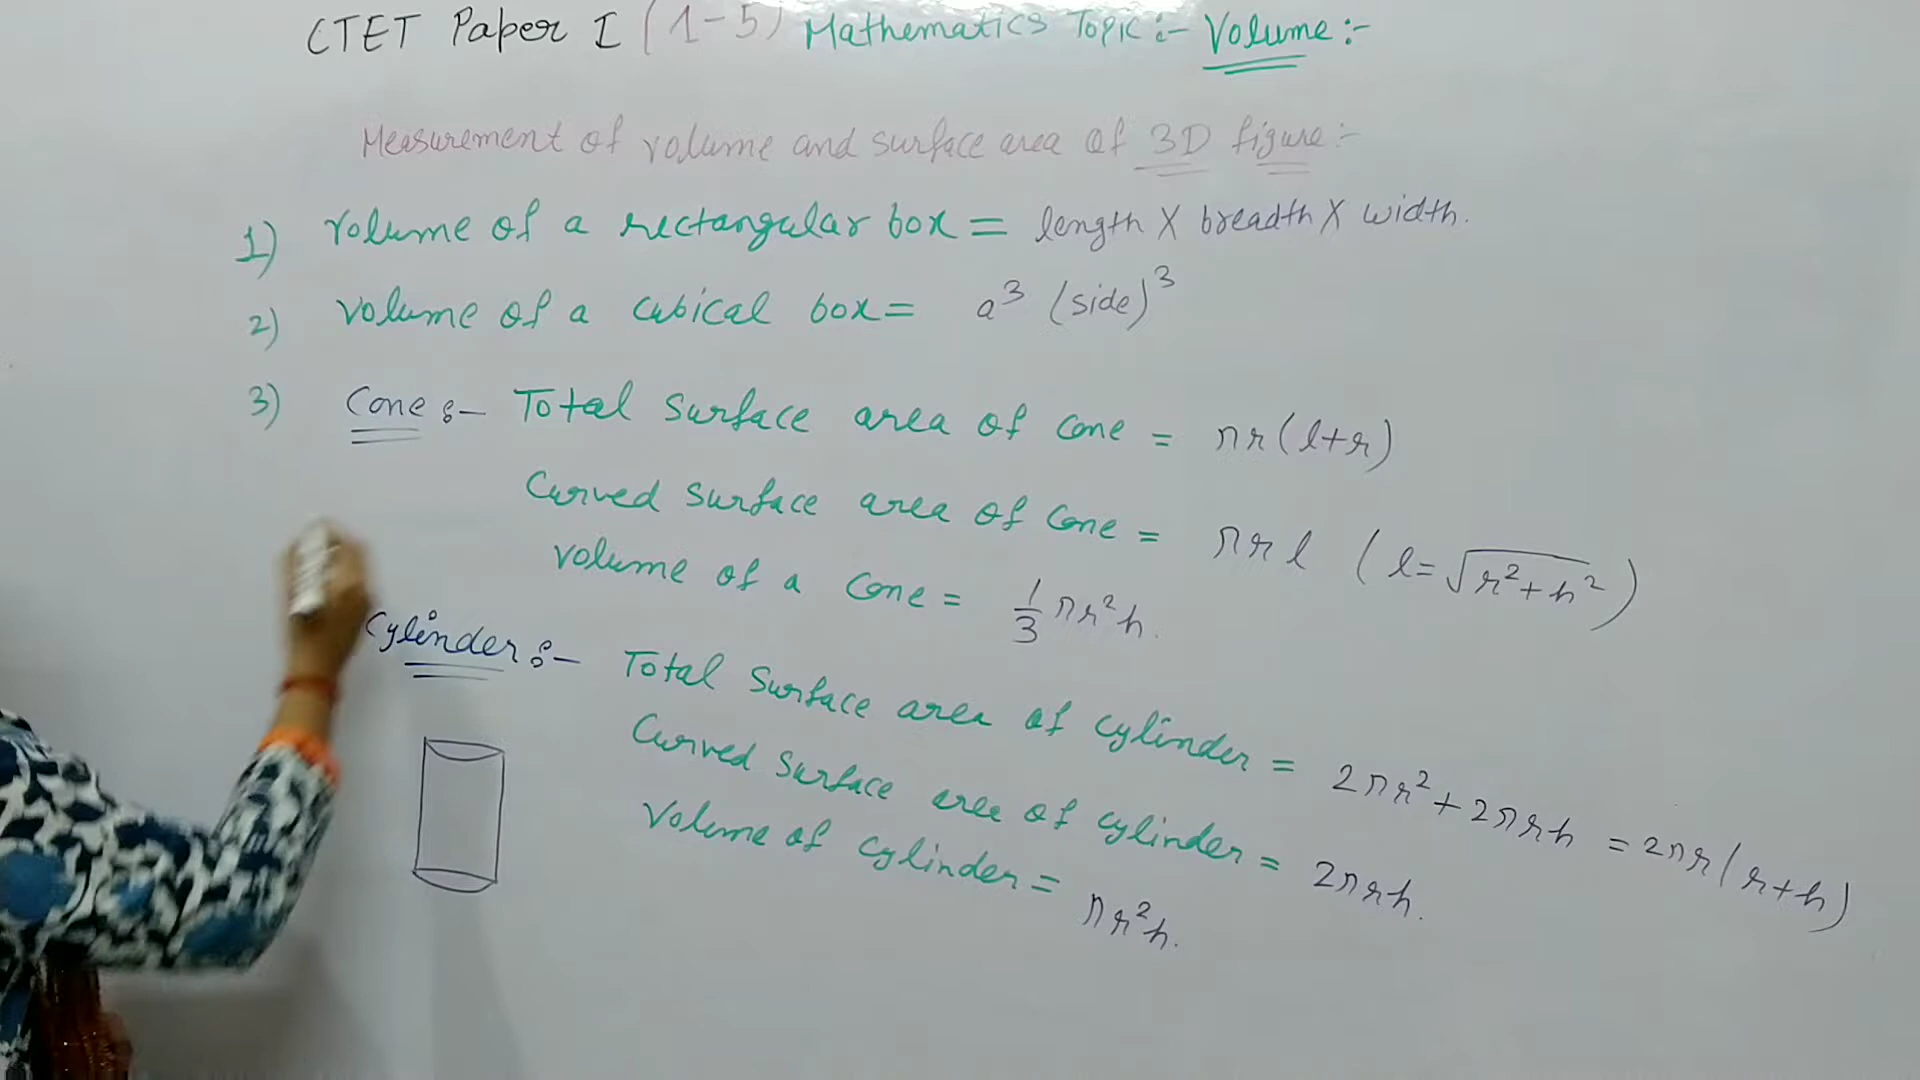 CTET Paper I (1-5) Mathematics Topic:- Volume:-
Measurement of volume and surface area of 3D figure:-
1) Volume of a rectangular box = length X breadth X width.
2) Volume of a cubical box = a³ (side)³
3) Cone:- Total surface area of cone = πr(l+r)
Curved surface area of cone = πrl (l=√r²+h²)
Volume of a cone = 1/3 πr²h.
Cylinder:- Total surface area of cylinder = 2πr²+2πrh = 2πr(r+h)
Curved surface area of cylinder = 2πrh.
Volume of cylinder = πr²h.